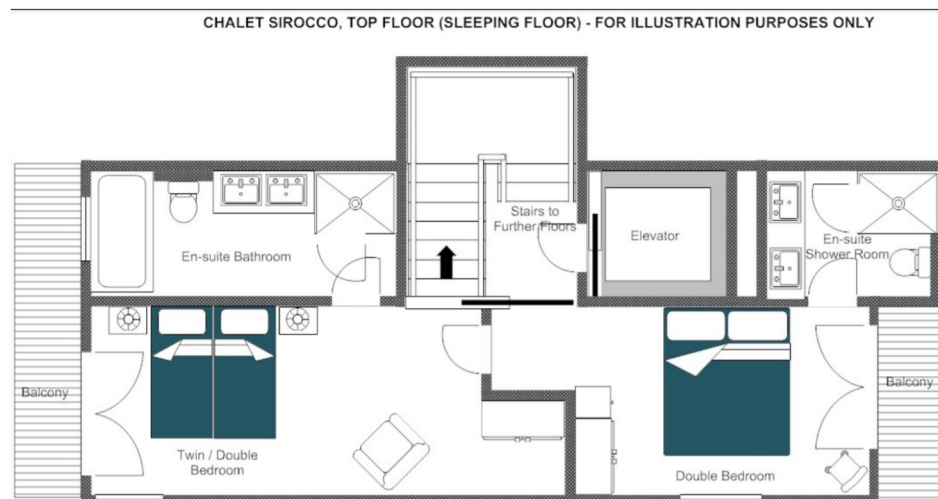 CHALET SIROCCO, TOP FLOOR (SLEEPING FLOOR) - FOR ILLUSTRATION PURPOSES ONLY
Stairs to
Further Floors
Elevator
En-suite Bathroom
En-suite
Shower Room
Balcony
Balcony
Twin / Double
Bedroom
Double Bedroom